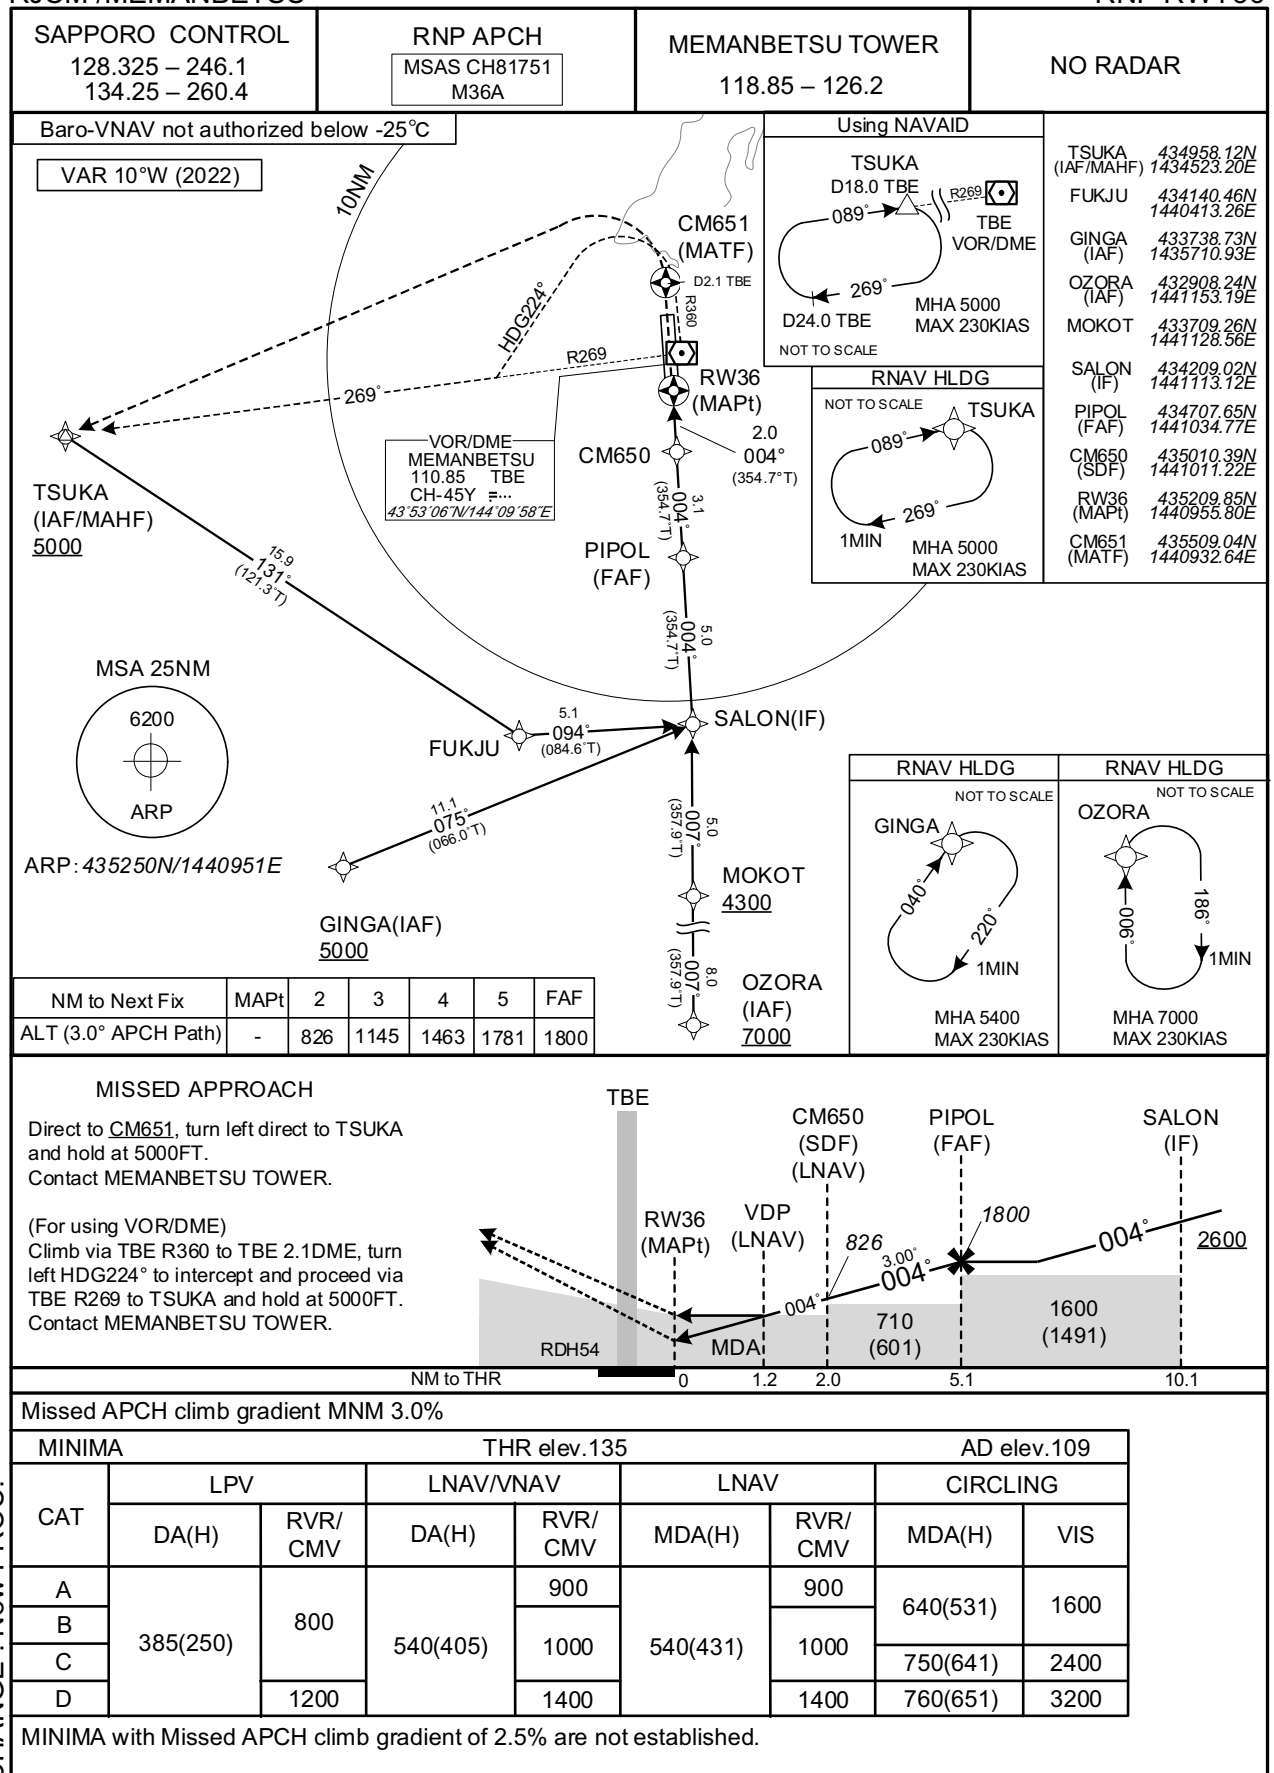 SAPPORO CONTROL
128.325 – 246.1
134.25 – 260.4
RNP APCH
MSAS CH81751
M36A
MEMANBETSU TOWER
118.85 – 126.2
NO RADAR
Baro-VNAV not authorized below -25°C
VAR 10°W (2022)
10NM
CM651
(MATF)
D2.1 TBE
R360
HDG224°
R269
269°
RW36
(MAPt)
VOR/DME
MEMANBETSU
110.85 TBE
CH-45Y
43°53'06"N/144°09'58"E
CM650
2.0
004°
(354.7°T)
3.1
004°
(354.7°T)
PIPOL
(FAF)
5.0
004°
(354.7°T)
TSUKA
(IAF/MAHF)
5000
15.9
131°
(121.3°T)
MSA 25NM
6200
ARP
ARP: 435250N/1440951E
FUKJU
5.1
094°
(084.6°T)
SALON(IF)
11.1
075°
(066.0°T)
GINGA(IAF)
5000
5.0
007°
(357.9°T)
MOKOT
4300
8.0
007°
(357.9°T)
OZORA
(IAF)
7000
Using NAVAID
TSUKA
D18.0 TBE
R269
089°
TBE
VOR/DME
269°
D24.0 TBE
MHA 5000
MAX 230KIAS
NOT TO SCALE
RNAV HLDG
NOT TO SCALE
TSUKA
089°
269°
1MIN
MHA 5000
MAX 230KIAS
TSUKA 434958.12N
(IAF/MAHF) 1434523.20E
FUKJU 434140.46N
1440413.26E
GINGA 433738.73N
(IAF) 1435710.93E
OZORA 432908.24N
(IAF) 1441153.19E
MOKOT 433709.26N
1441128.56E
SALON 434209.02N
(IF) 1441113.12E
PIPOL 434707.65N
(FAF) 1441034.77E
CM650 435010.39N
(SDF) 1441011.22E
RW36 435209.85N
(MAPt) 1440955.80E
CM651 435509.04N
(MATF) 1440932.64E
RNAV HLDG
NOT TO SCALE
GINGA
040°
220°
1MIN
MHA 5400
MAX 230KIAS
RNAV HLDG
NOT TO SCALE
OZORA
006°
186°
1MIN
MHA 7000
MAX 230KIAS
NM to Next Fix MAPt 2 3 4 5 FAF
ALT (3.0° APCH Path) - 826 1145 1463 1781 1800
MISSED APPROACH
Direct to CM651, turn left direct to TSUKA
and hold at 5000FT.
Contact MEMANBETSU TOWER.
(For using VOR/DME)
Climb via TBE R360 to TBE 2.1DME, turn
left HDG224° to intercept and proceed via
TBE R269 to TSUKA and hold at 5000FT.
Contact MEMANBETSU TOWER.
TBE
RW36
(MAPt)
VDP
(LNAV)
CM650
(SDF)
(LNAV)
PIPOL
(FAF)
SALON
(IF)
826
3.00°
004°
004°
1800
004°
2600
710
(601)
1600
(1491)
RDH54
MDA
NM to THR 0 1.2 2.0 5.1 10.1
Missed APCH climb gradient MNM 3.0%
MINIMA THR elev.135 AD elev.109
CAT LPV LNAV/VNAV LNAV CIRCLING
DA(H) RVR/CMV DA(H) RVR/CMV MDA(H) RVR/CMV MDA(H) VIS
A 385(250) 800 540(405) 900 540(431) 900 640(531) 1600
B 1000 1000
C 750(641) 2400
D 1200 1400 1400 760(651) 3200
MINIMA with Missed APCH climb gradient of 2.5% are not established.